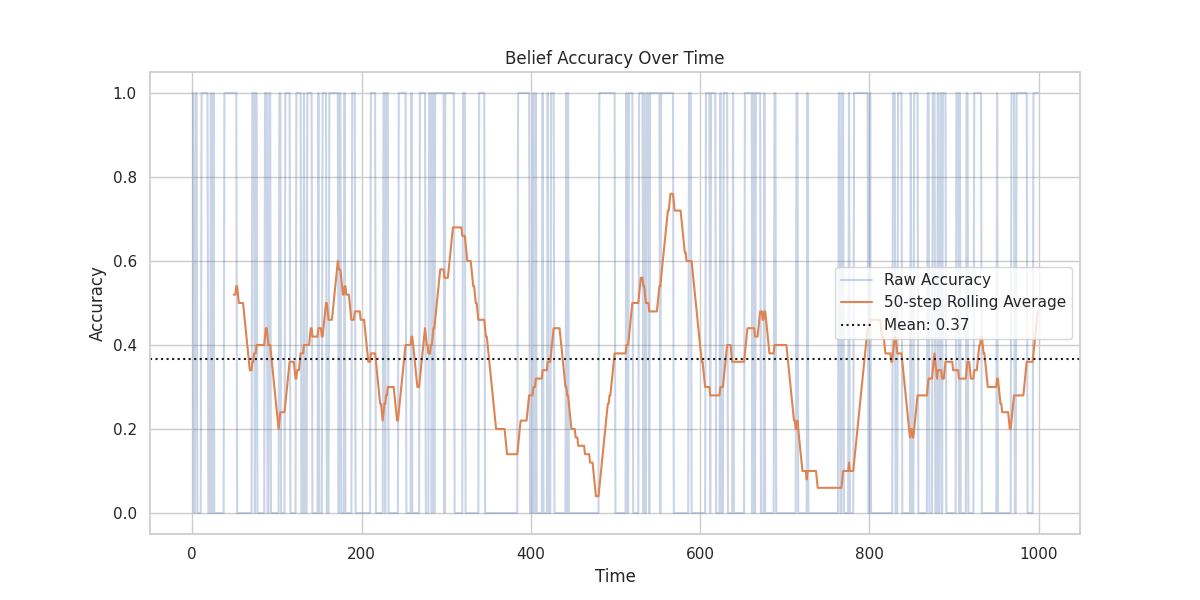 Belief Accuracy Over Time
1.0
0.8
0.6
0.4
0.2
0.0
Accuracy
Raw Accuracy
50-step Rolling Average
Mean: 0.37
0
200
400
600
800
1000
Time